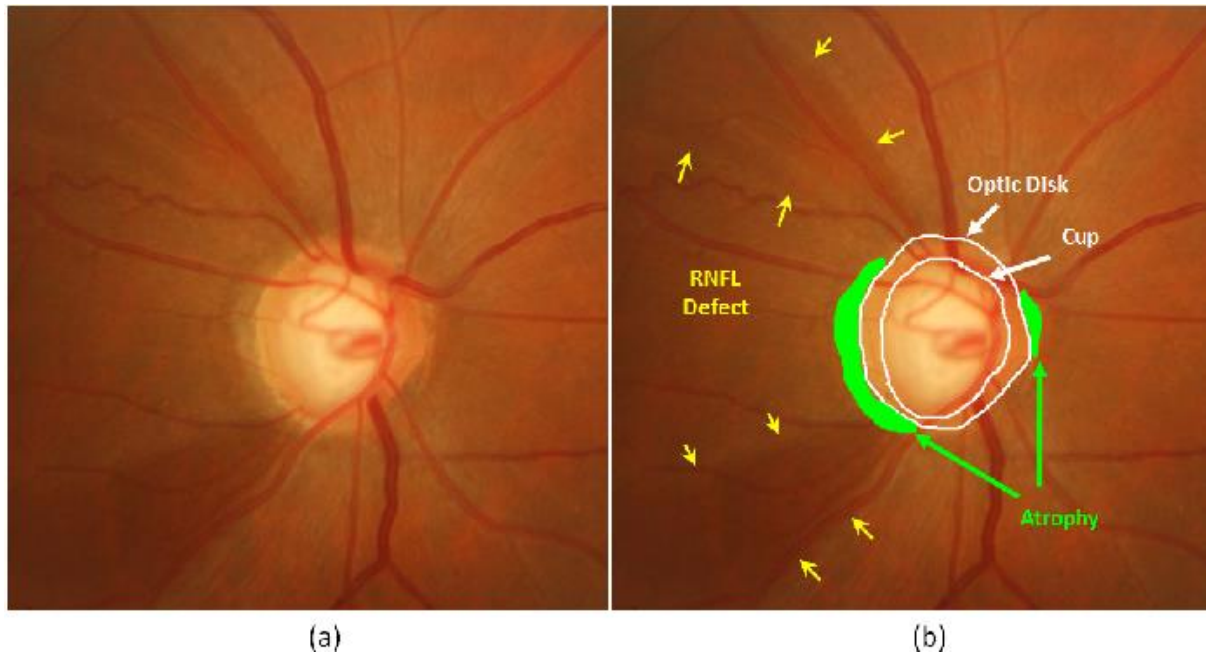 Optic Disk
Cup
RNFL
Defect
Atrophy
(a)
(b)